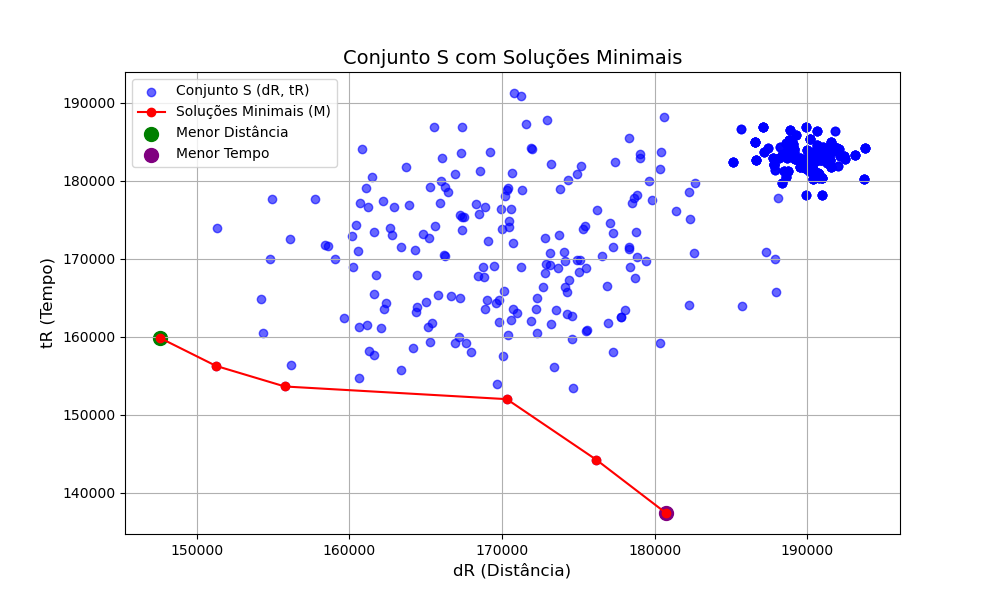 Conjunto S com Soluções Minimais
Conjunto S (dR, tR)
Soluções Minimais (M)
Menor Distância
Menor Tempo
tR (Tempo)
190000
180000
170000
160000
150000
140000
150000 160000 170000 180000 190000
dR (Distância)